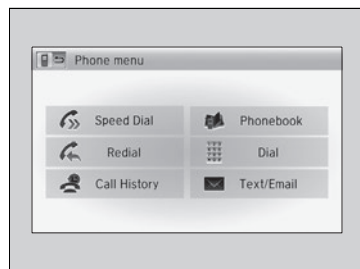 Phone menu
Speed Dial
Phonebook
Redial
Dial
Call History
Text/Email